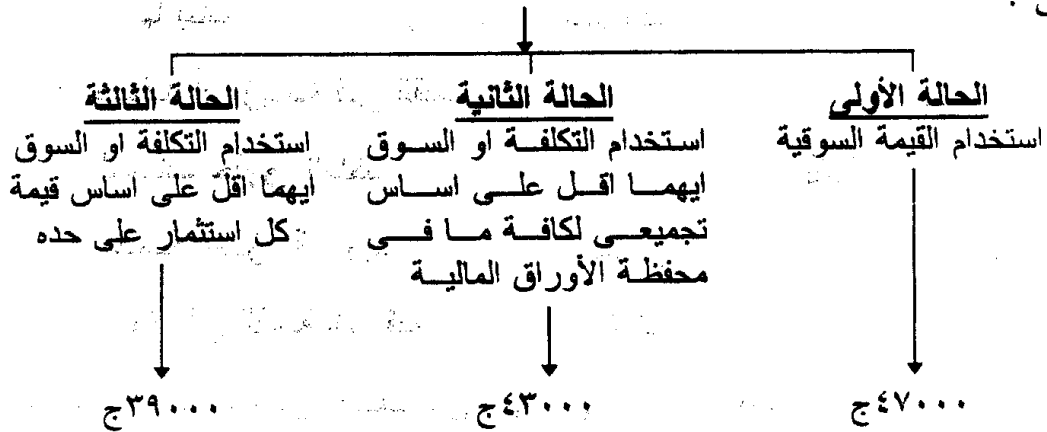 الحالة الأولى
استخدام القيمة السوقية
٤٧٠٠٠ج
الحالة الثانية
استخدام التكلفة او السوق
ايهما اقل على اساس
تجميعى لكافة ما فى
محفظة الأوراق المالية
٤٣٠٠٠ج
الحالة الثالثة
استخدام التكلفة او السوق
ايهما اقلّ على اساس قيمة
كل استثمار على حده
٣٩٠٠٠ج